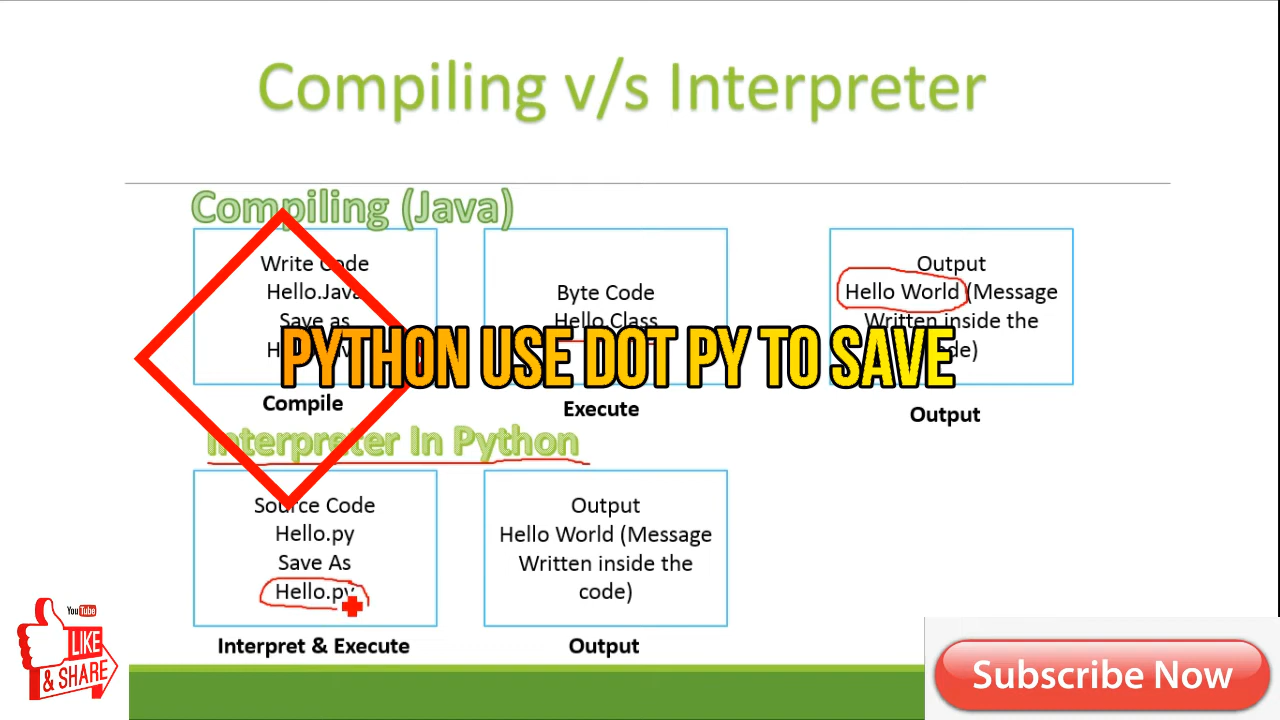 Compiling v/s Interpreter
Compiling (Java)
Write Code
Hello.Java
Save as
Byte Code
Hello Class
Output
Hello World (Message
Written inside the
PYTHON USE DOT PY TO SAVE
Compile
Execute
Output
Interpreter In Python
Source Code
Hello.py
Save As
Hello.py
Output
Hello World (Message
Written inside the
code)
Interpret & Execute
Output
YouTube
LIKE
& SHARE
Subscribe Now